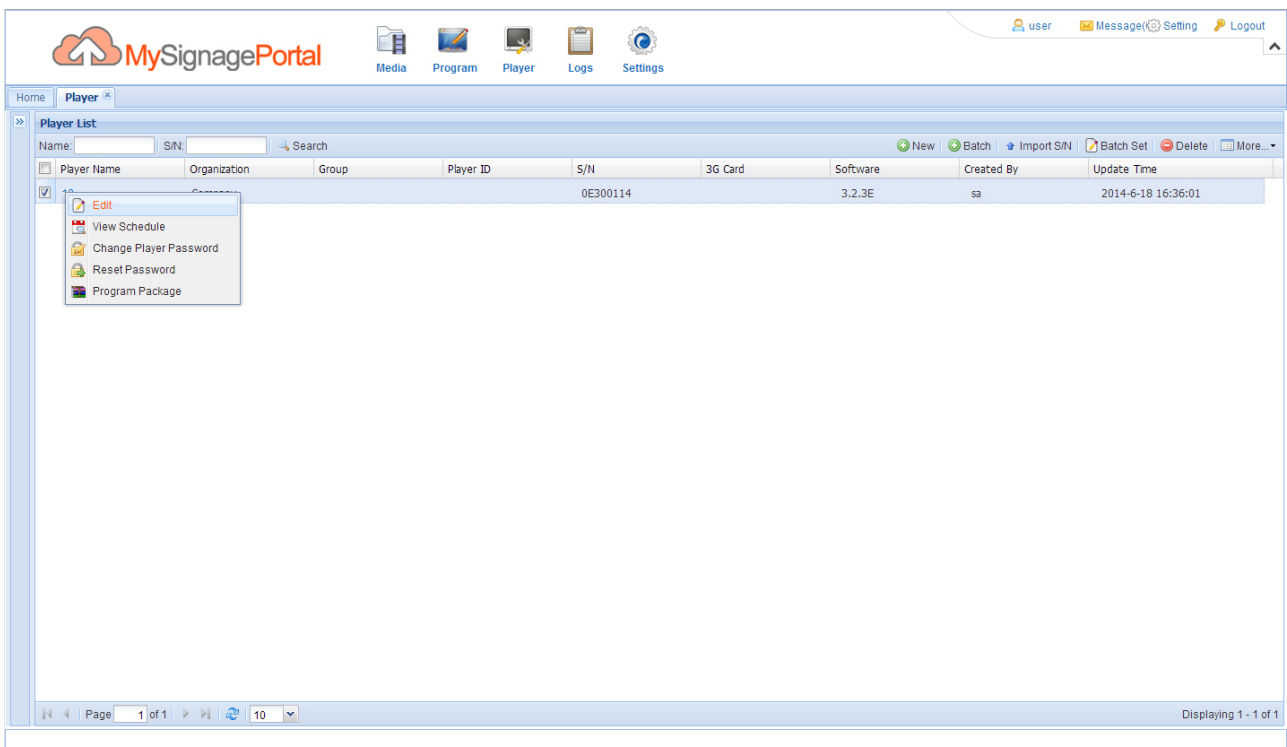 user Message( Setting Logout
MySignagePortal
Media Program Player Logs Settings
Home Player
Player List
Name: S/N: Search New Batch Import S/N Batch Set Delete More...
Player Name Organization Group Player ID S/N 3G Card Software Created By Update Time
0E300114 3.2.3E sa 2014-6-18 16:36:01
Edit
View Schedule
Change Player Password
Reset Password
Program Package
Page 1 of 1 10 Displaying 1 - 1 of 1